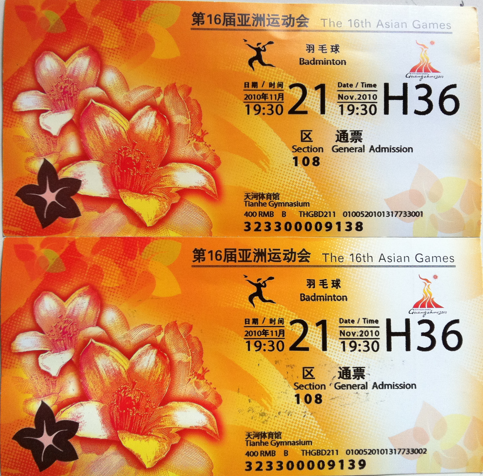 第16届亚洲运动会 The 16th Asian Games
羽毛球
Badminton
日期 / 时间 Date / Time
2010年11月 21 Nov.2010 H36
19:30 19:30
区 通票
Section General Admission
108
天河体育馆
Tianhe Gymnasium
400 RMB B THGBD211 0100520101317733001
323300009138
第16届亚洲运动会 The 16th Asian Games
羽毛球
Badminton
日期 / 时间 Date / Time
2010年11月 21 Nov.2010 H36
19:30 19:30
区 通票
Section General Admission
108
天河体育馆
Tianhe Gymnasium
400 RMB B THGBD211 0100520101317733002
323300009139